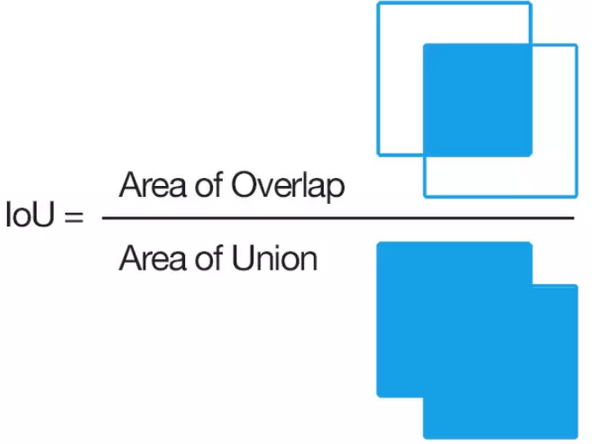 Area of Overlap
IoU =
Area of Union